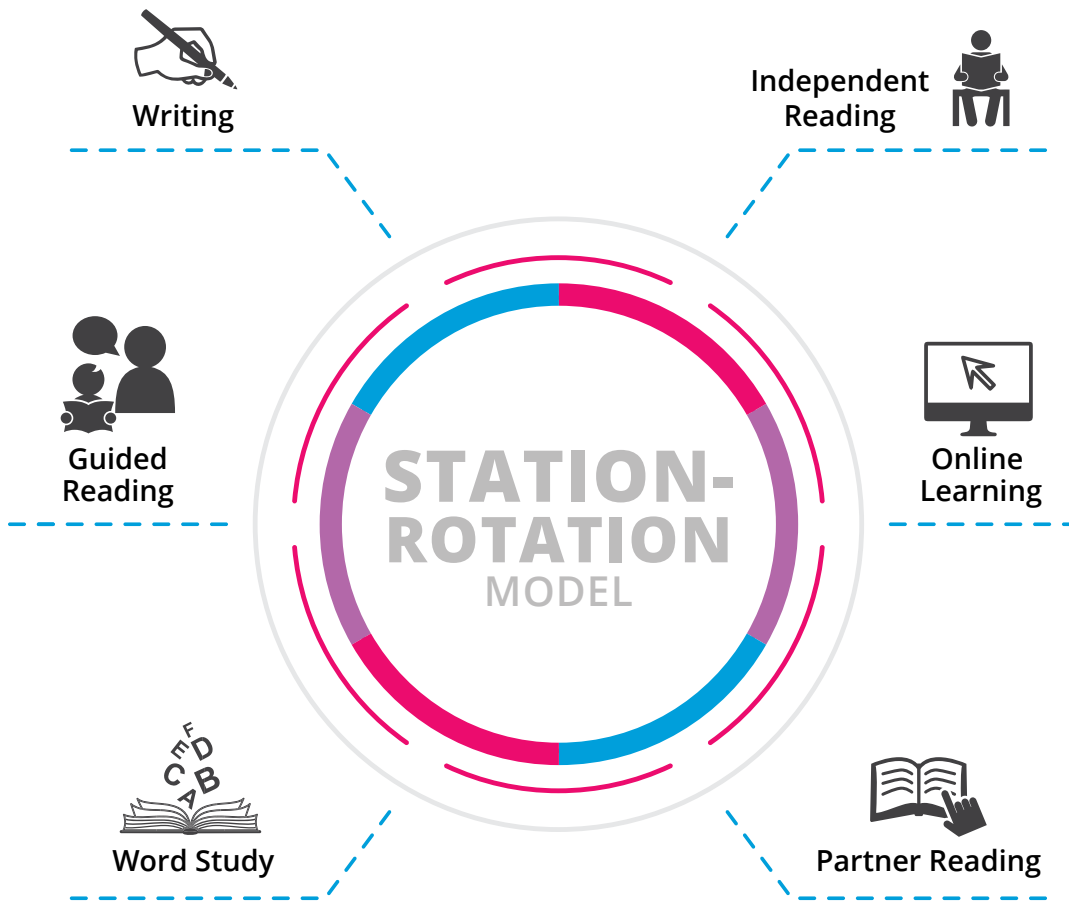 Writing
Independent
Reading
Guided
Reading
STATION-
ROTATION
MODEL
Online
Learning
F
D
E
C
B
A
Word Study
Partner Reading